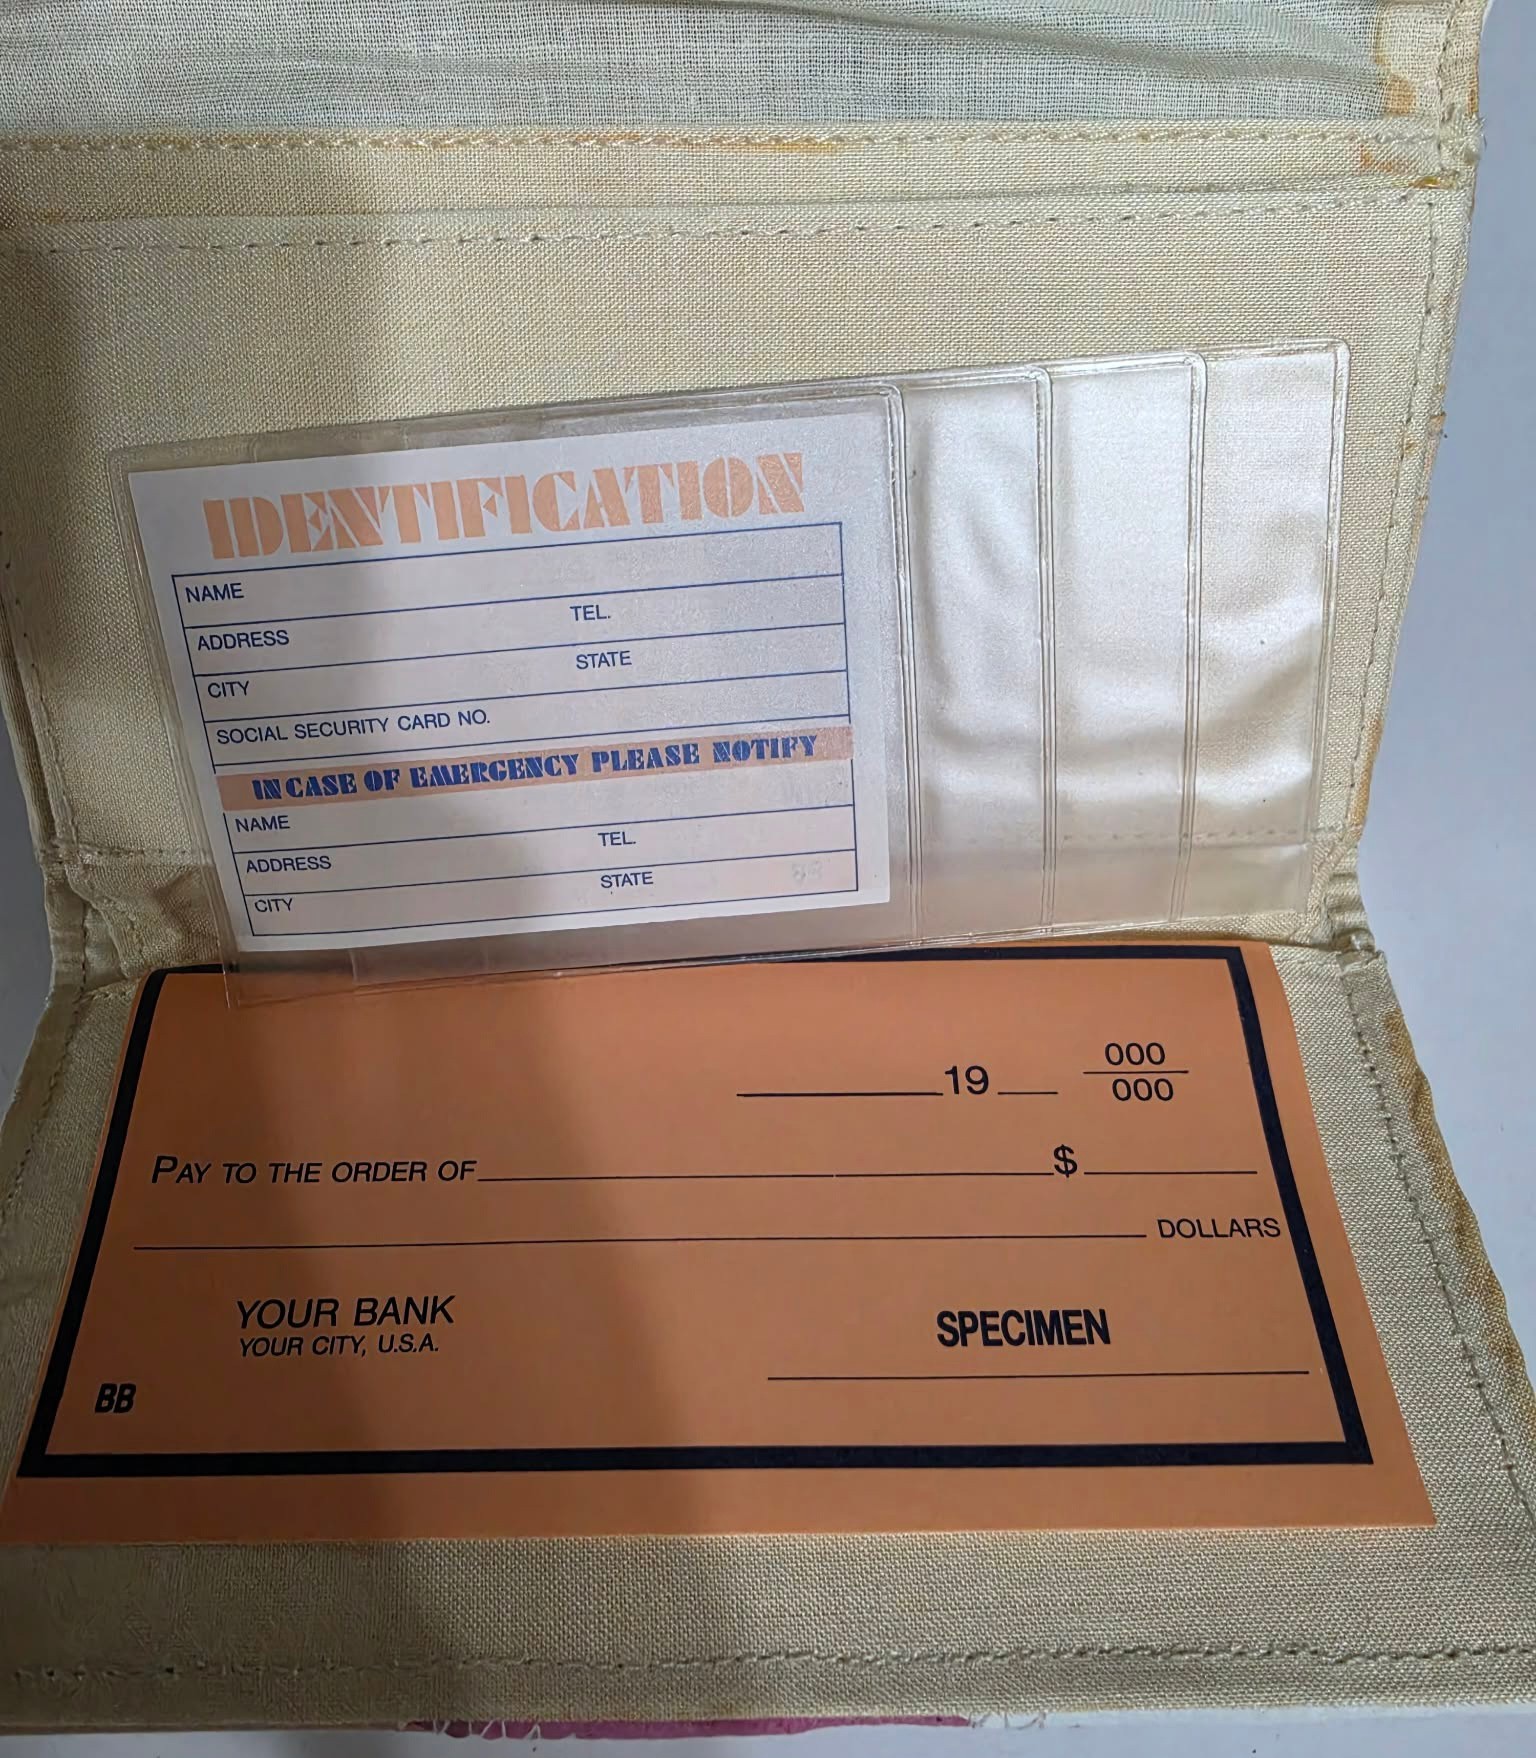 IDENTIFICATION
NAME
ADDRESS TEL.
CITY STATE
SOCIAL SECURITY CARD NO.
IN CASE OF EMERGENCY PLEASE NOTIFY
NAME
ADDRESS TEL.
CITY STATE
BB
19 000
000
PAY TO THE ORDER OF $
DOLLARS
YOUR BANK
YOUR CITY, U.S.A.
SPECIMEN
BB